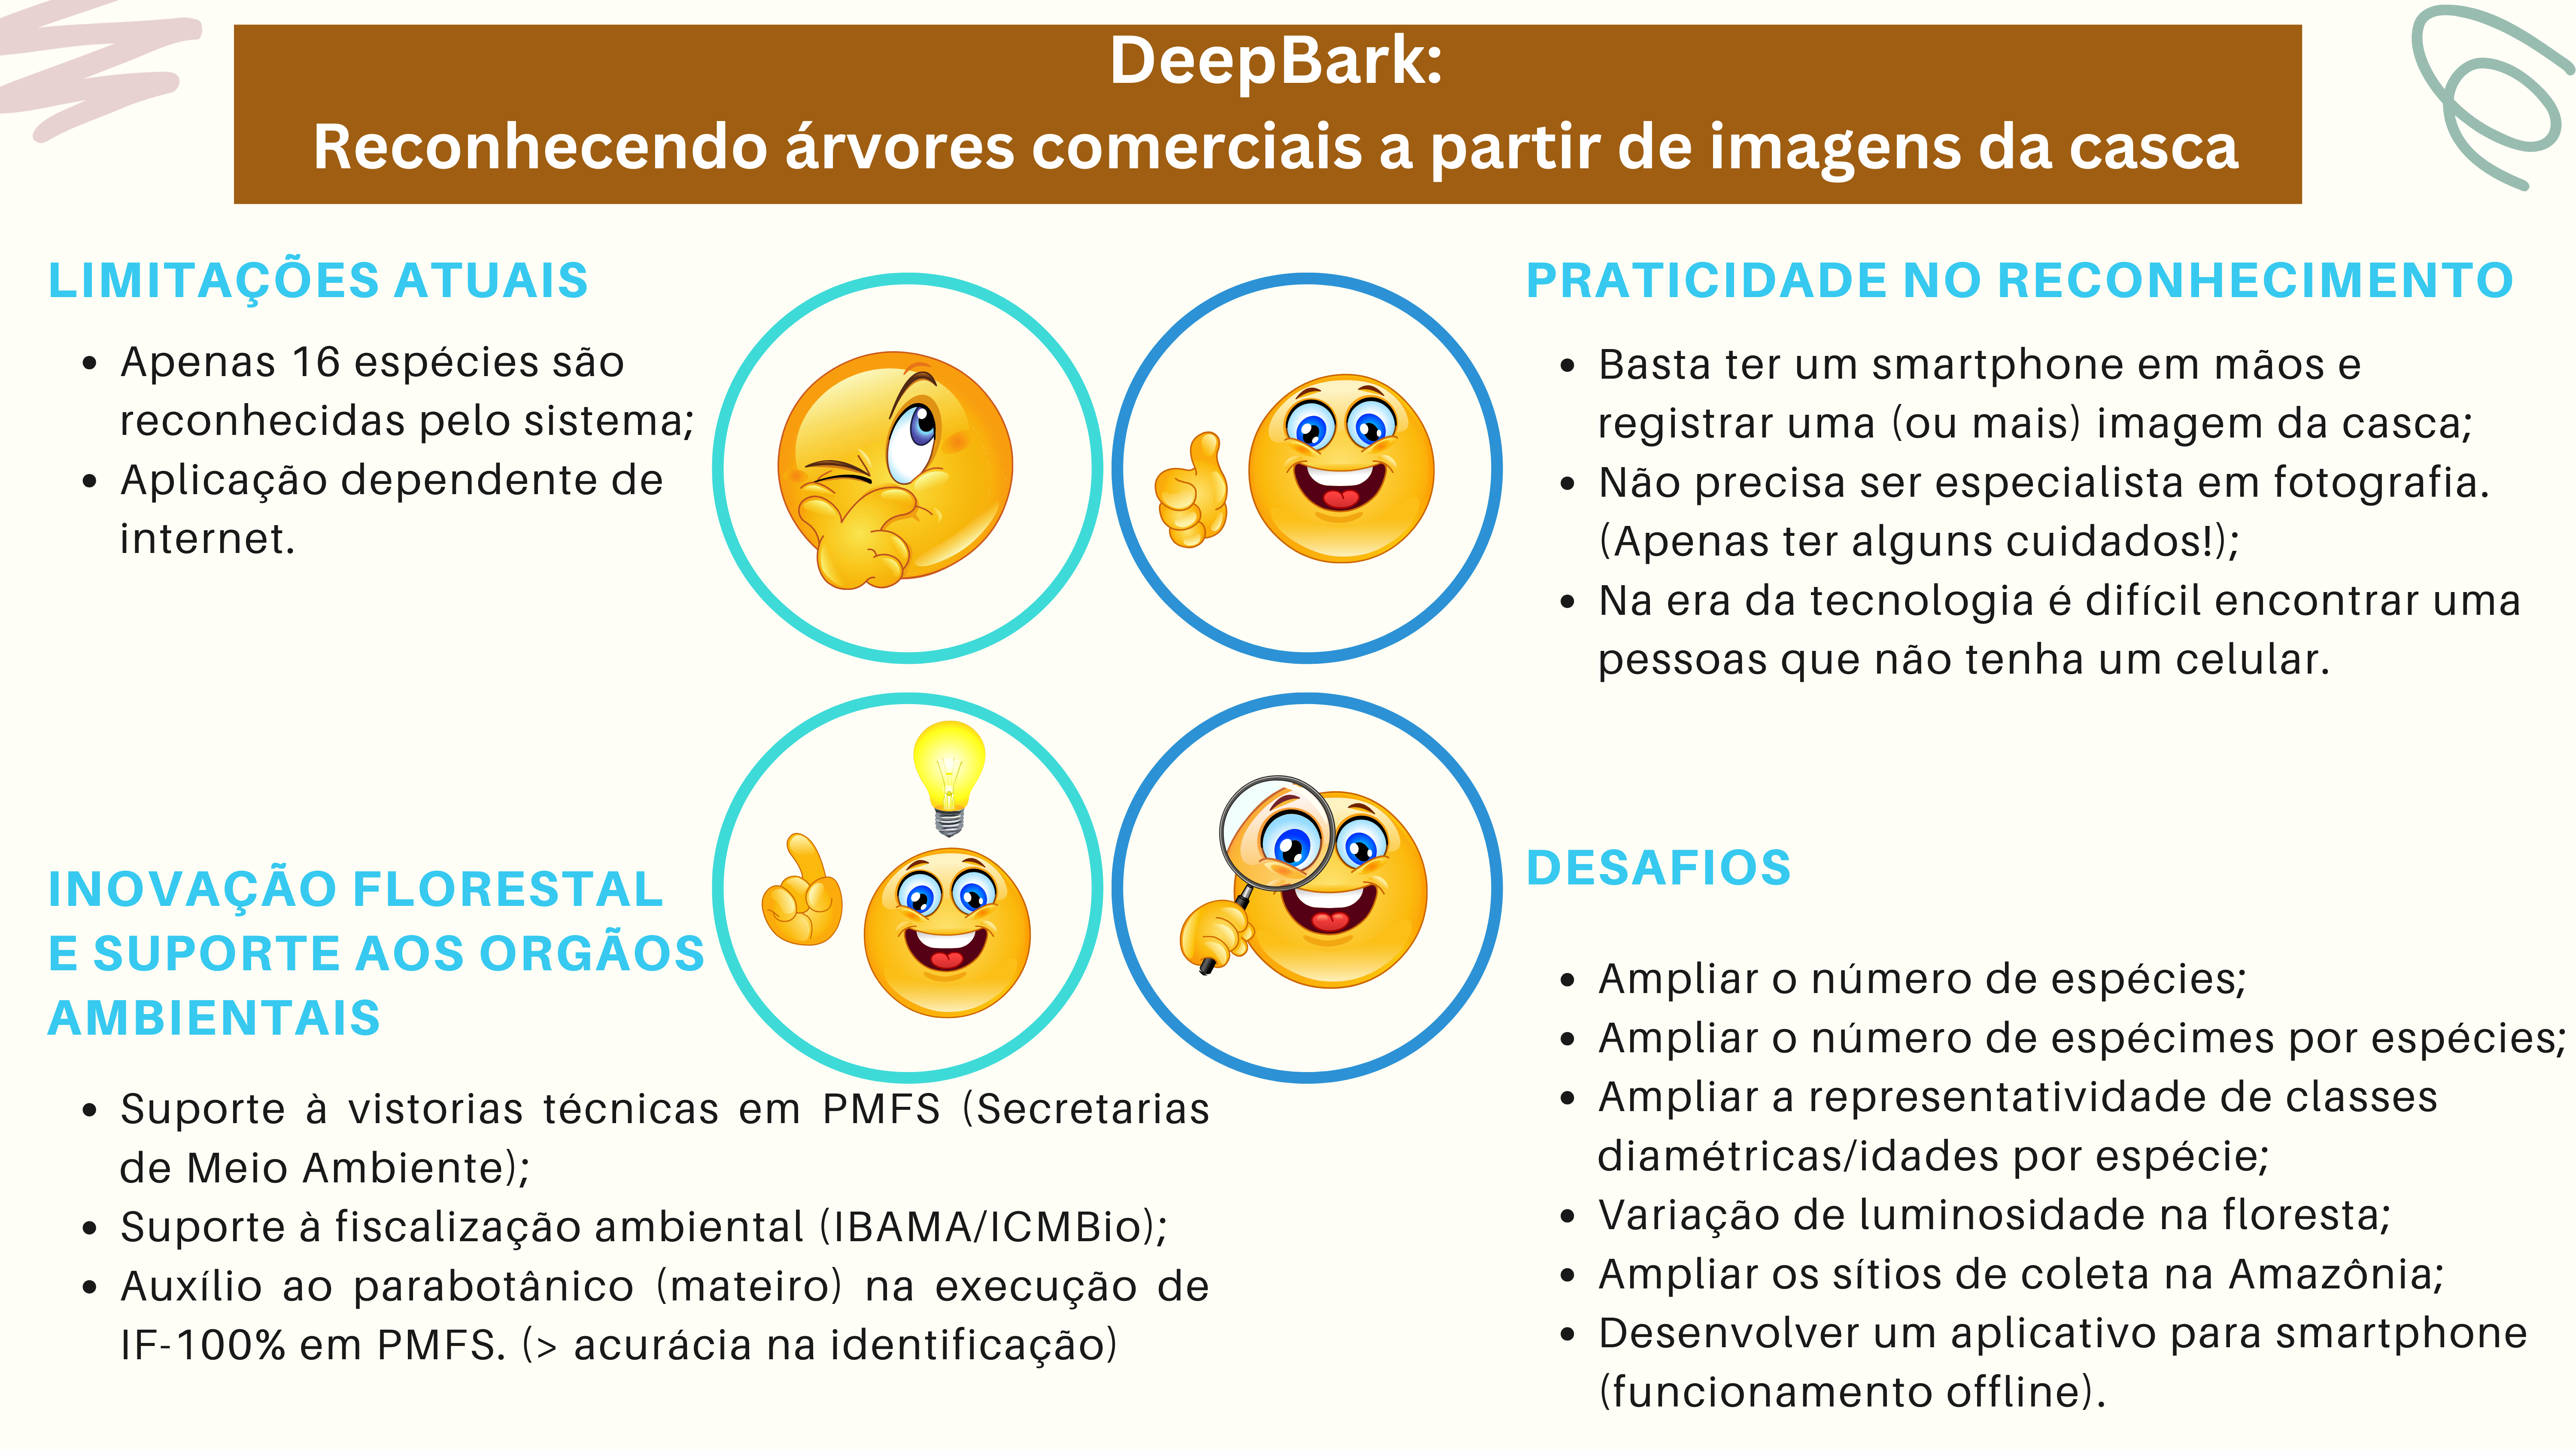 DeepBark:
Reconhecendo árvores comerciais a partir de imagens da casca
LIMITAÇÕES ATUAIS
• Apenas 16 espécies são
reconhecidas pelo sistema;
• Aplicação dependente de
internet.
PRATICIDADE NO RECONHECIMENTO
• Basta ter um smartphone em mãos e
registrar uma (ou mais) imagem da casca;
• Não precisa ser especialista em fotografia.
(Apenas ter alguns cuidados!);
• Na era da tecnologia é difícil encontrar uma
pessoas que não tenha um celular.
INOVAÇÃO FLORESTAL
E SUPORTE AOS ORGÃOS
AMBIENTAIS
• Suporte à vistorias técnicas em PMFS (Secretarias
de Meio Ambiente);
• Suporte à fiscalização ambiental (IBAMA/ICMBio);
• Auxílio ao parabotânico (mateiro) na execução de
IF-100% em PMFS. (> acurácia na identificação)
DESAFIOS
• Ampliar o número de espécies;
• Ampliar o número de espécimes por espécies;
• Ampliar a representatividade de classes
diamétricas/idades por espécie;
• Variação de luminosidade na floresta;
• Ampliar os sítios de coleta na Amazônia;
• Desenvolver um aplicativo para smartphone
(funcionamento offline).